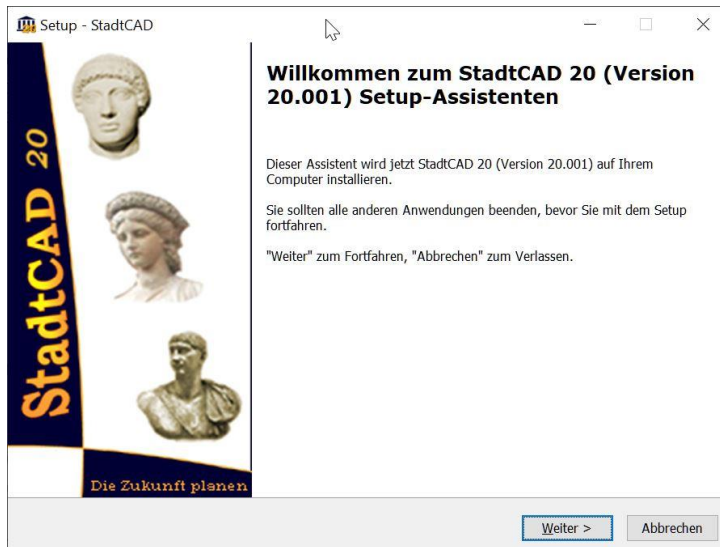 Setup - StadtCAD
StadtCAD 20
Die Zukunft planen
Willkommen zum StadtCAD 20 (Version
20.001) Setup-Assistenten
Dieser Assistent wird jetzt StadtCAD 20 (Version 20.001) auf Ihrem
Computer installieren.
Sie sollten alle anderen Anwendungen beenden, bevor Sie mit dem Setup
fortfahren.
"Weiter" zum Fortfahren, "Abbrechen" zum Verlassen.
Weiter >
Abbrechen